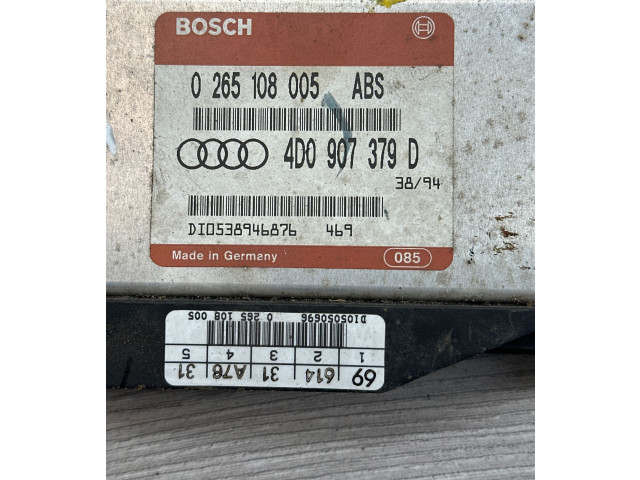 BOSCH
0 265 108 005 ABS
4D0 907 379 D
38/94
DI0538946876 469
Made in Germany 085
DI05050696 0 265 108 005
1 2 3 4 5
69 614 31 A78 31